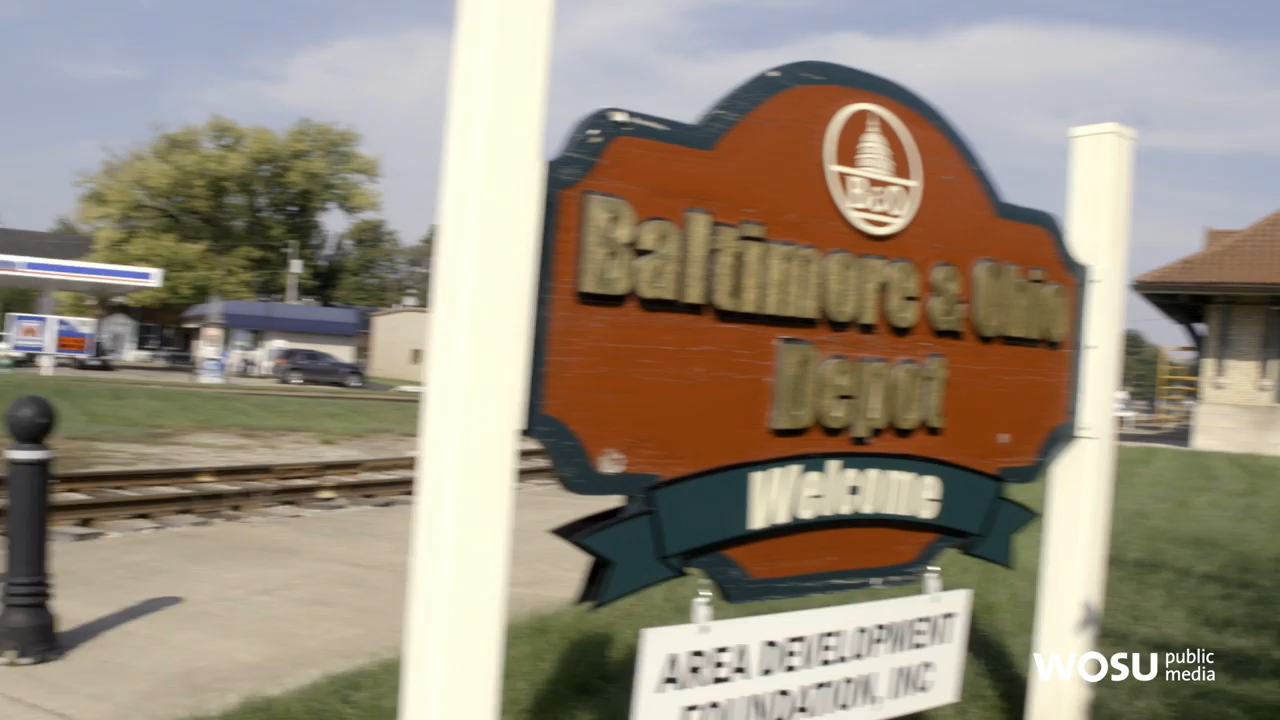 B&O
Baltimore & Ohio
Depot
Welcome
AREA DEVELOPMENT
FOUNDATION, INC
WOSU public
media